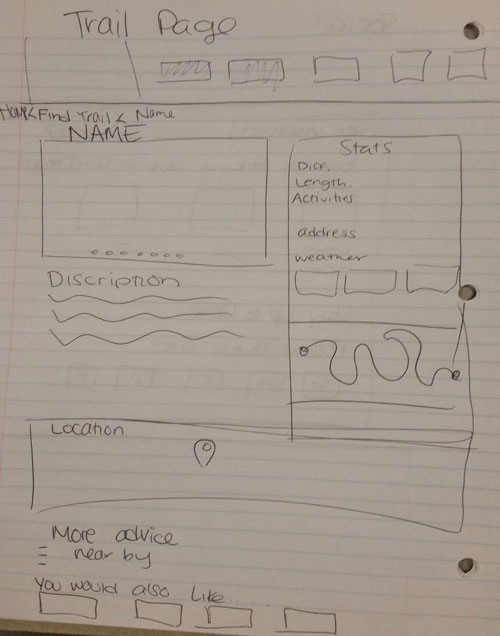 Trail Page
Home < Find Trail < Name
NAME
Stats
Diff.
Length.
Activities
address
weather
Discription
Location
More advice
near by
You would also like..